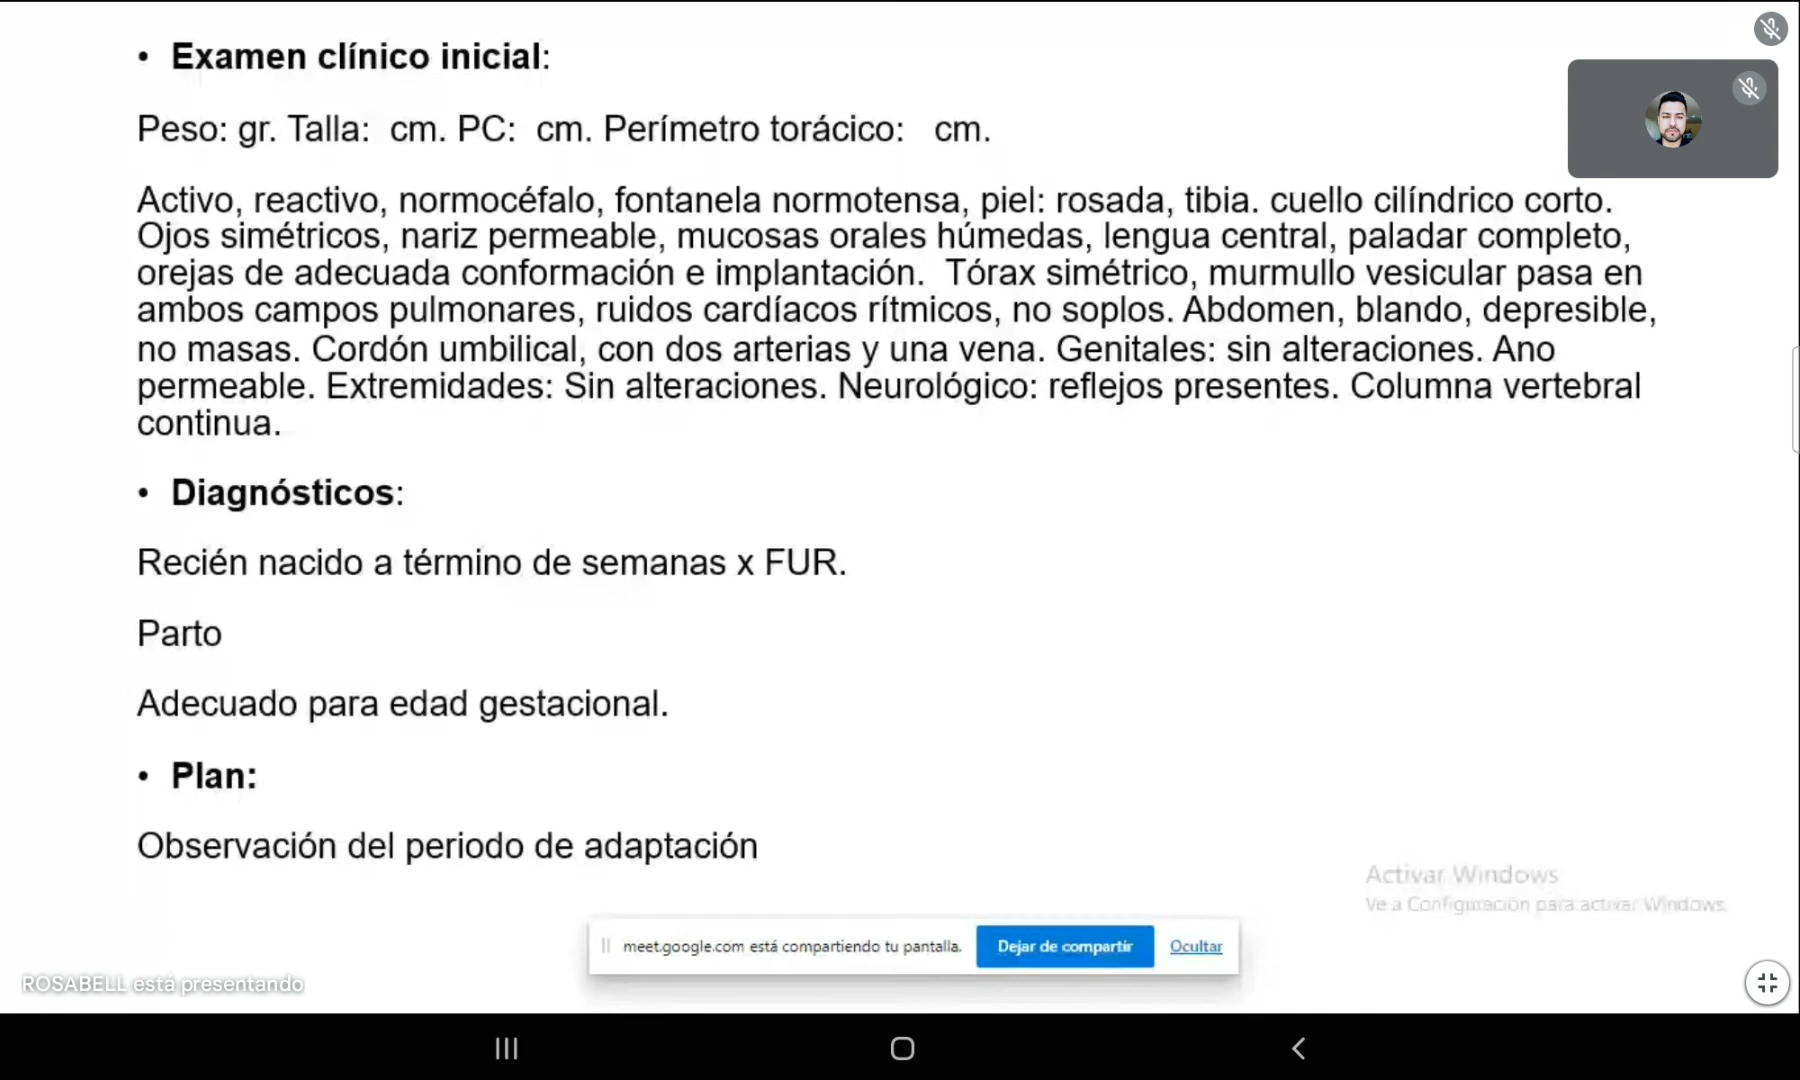 • Examen clínico inicial:
Peso: gr. Talla:  cm. PC:  cm. Perímetro torácico:   cm.
Activo, reactivo, normocéfalo, fontanela normotensa, piel: rosada, tibia. cuello cilíndrico corto.
Ojos simétricos, nariz permeable, mucosas orales húmedas, lengua central, paladar completo,
orejas de adecuada conformación e implantación.  Tórax simétrico, murmullo vesicular pasa en
ambos campos pulmonares, ruidos cardíacos rítmicos, no soplos. Abdomen, blando, depresible,
no masas. Cordón umbilical, con dos arterias y una vena. Genitales: sin alteraciones. Ano
permeable. Extremidades: Sin alteraciones. Neurológico: reflejos presentes. Columna vertebral
continua.
• Diagnósticos:
Recién nacido a término de semanas x FUR.
Parto
Adecuado para edad gestacional.
• Plan:
Observación del periodo de adaptación
Activar Windows
Ve a Configuración para activar Windows.
meet.google.com está compartiendo tu pantalla. Dejar de compartir Ocultar
ROSABELL está presentando